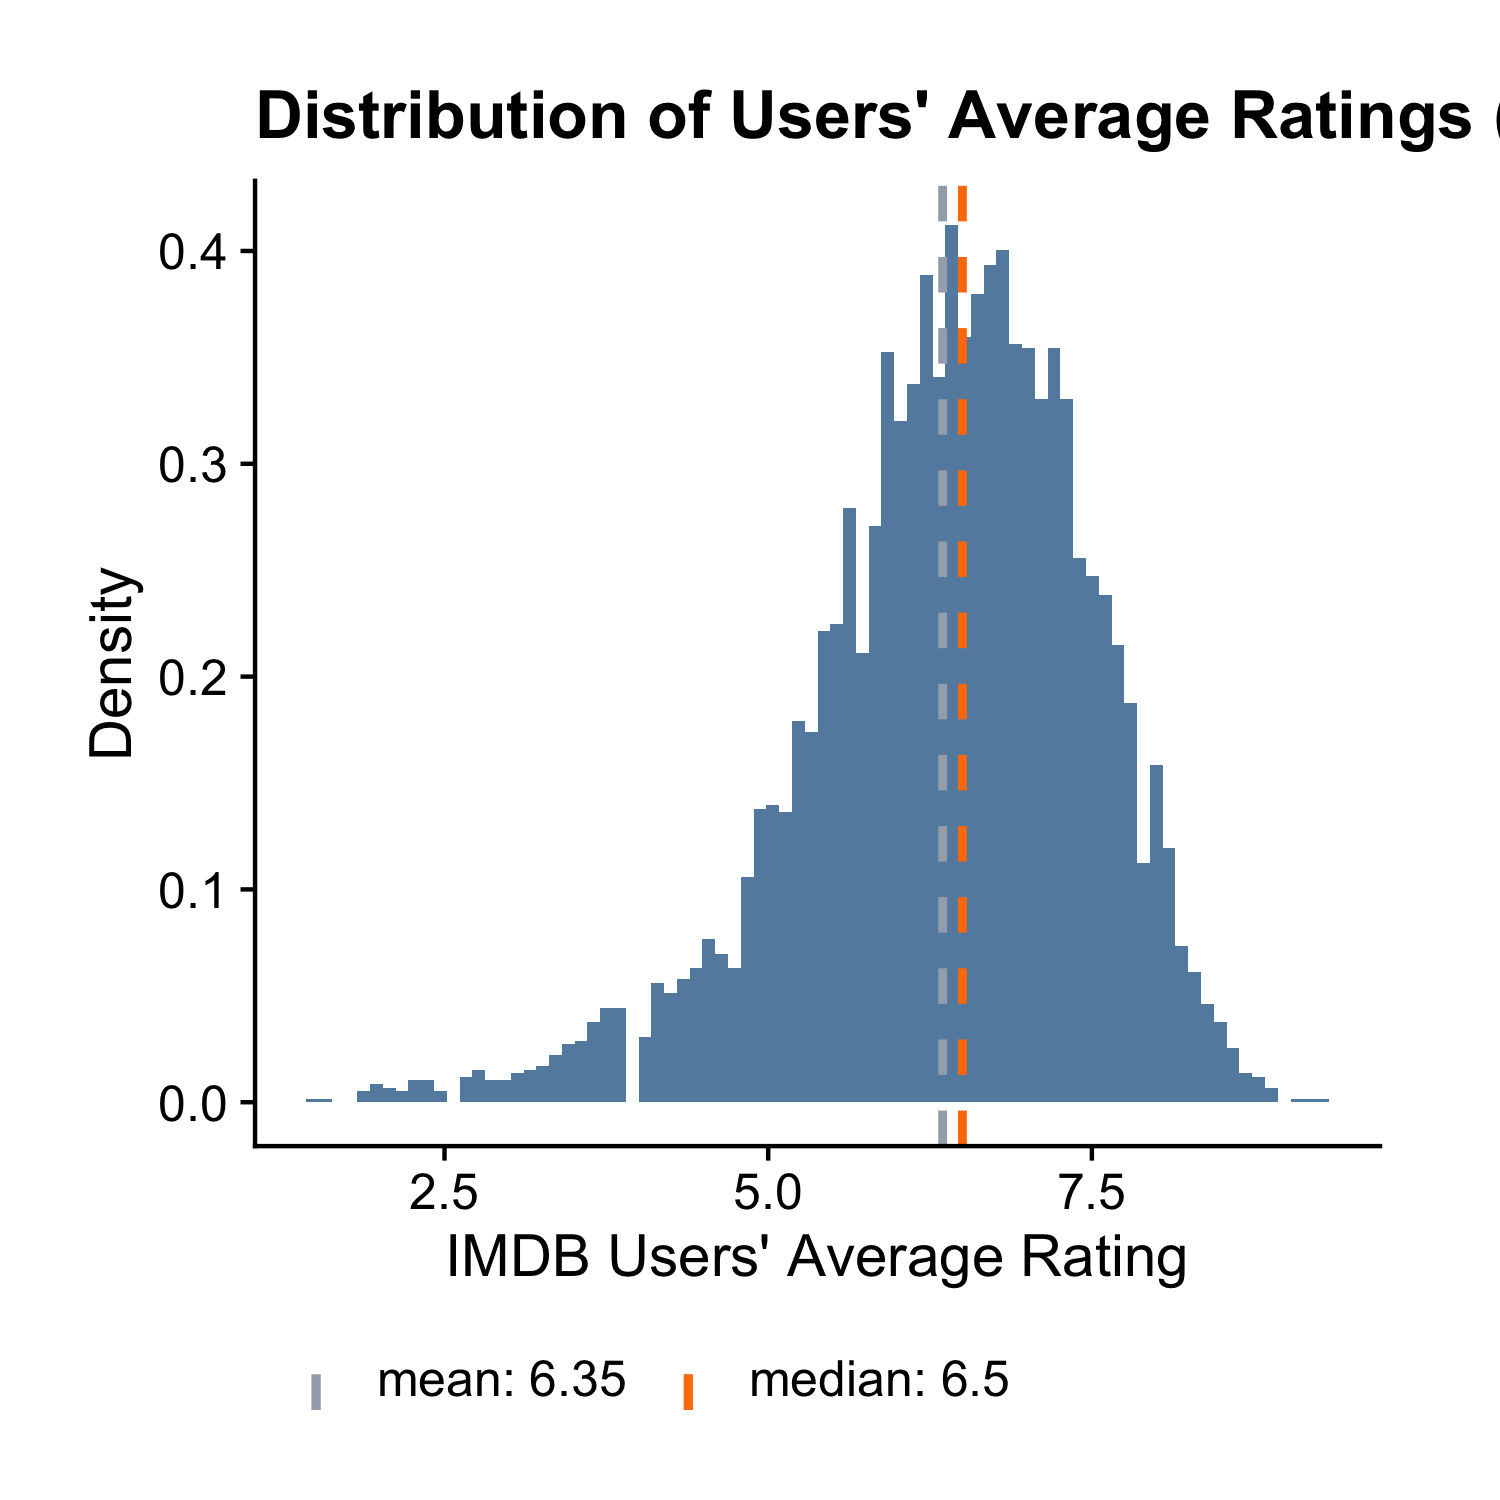 Distribution of Users' Average Ratings (
0.4
0.3
0.2
0.1
0.0
Density
2.5 5.0 7.5
IMDB Users' Average Rating
mean: 6.35 median: 6.5